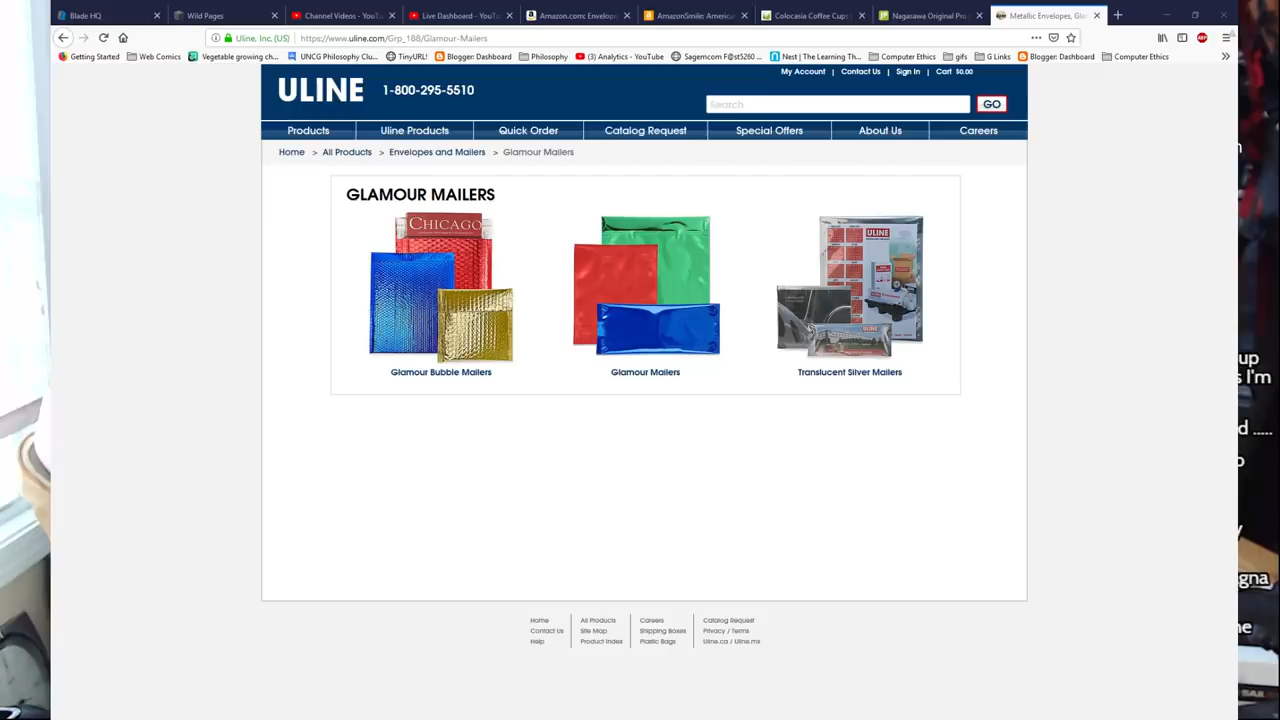 Blade HQ
Wild Pages
Channel Videos - YouT
Live Dashboard - YouTu
Amazon.com: Envelope
AmazonSmile: America
Colocasia Coffee Cups
Nagasawa Original Pro
Metallic Envelopes, Gla
Uline, Inc. (US)
https://www.uline.com/Grp_188/Glamour-Mailers
Getting Started
Web Comics
Vegetable growing ch...
UNCG Philosophy Clu...
TinyURL!
Blogger: Dashboard
Philosophy
(3) Analytics - YouTube
Sagemcom F@st5260 ...
Nest | The Learning Th...
Computer Ethics
gifs
G Links
Blogger: Dashboard
Computer Ethics
My Account | Contact Us | Sign In | Cart $0.00
ULINE 1-800-295-5510
Search GO
Products
Uline Products
Quick Order
Catalog Request
Special Offers
About Us
Careers
Home > All Products > Envelopes and Mailers > Glamour Mailers
GLAMOUR MAILERS
CHICAGO
ULINE
ULINE
Glamour Bubble Mailers
Glamour Mailers
Translucent Silver Mailers
Home
Contact Us
Help
All Products
Site Map
Product Index
Careers
Shipping Boxes
Plastic Bags
Catalog Request
Privacy / Terms
Uline.ca / Uline.mx
up
s I'm
ed .....
gna